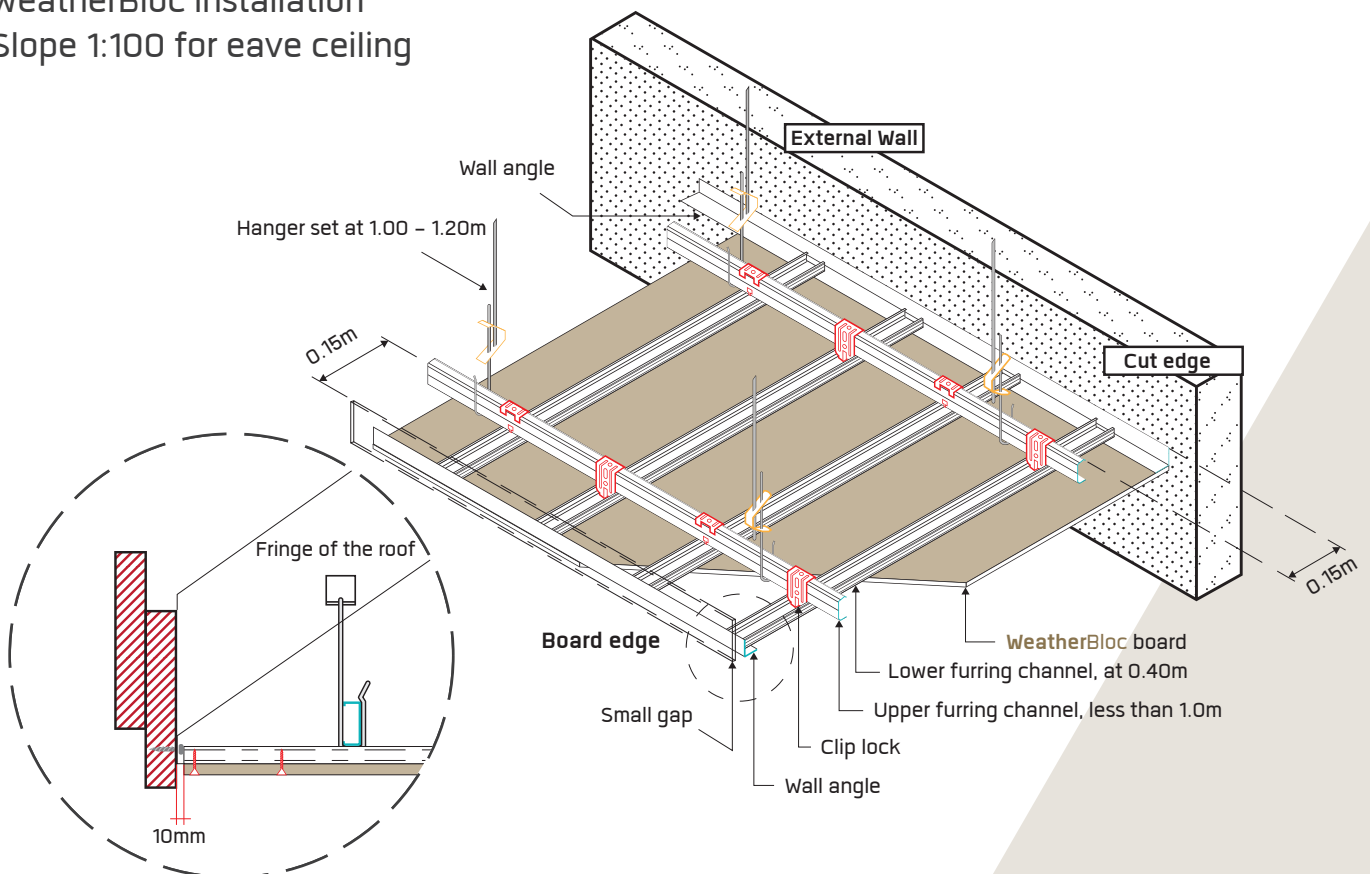 WeatherBloc Installation
Slope 1:100 for eave ceiling
External Wall
Wall angle
Hanger set at 1.00 – 1.20m
0.15m
Cut edge
Fringe of the roof
0.15m
Board edge
WeatherBloc board
Lower furring channel, at 0.40m
Small gap
Upper furring channel, less than 1.0m
Clip lock
Wall angle
10mm